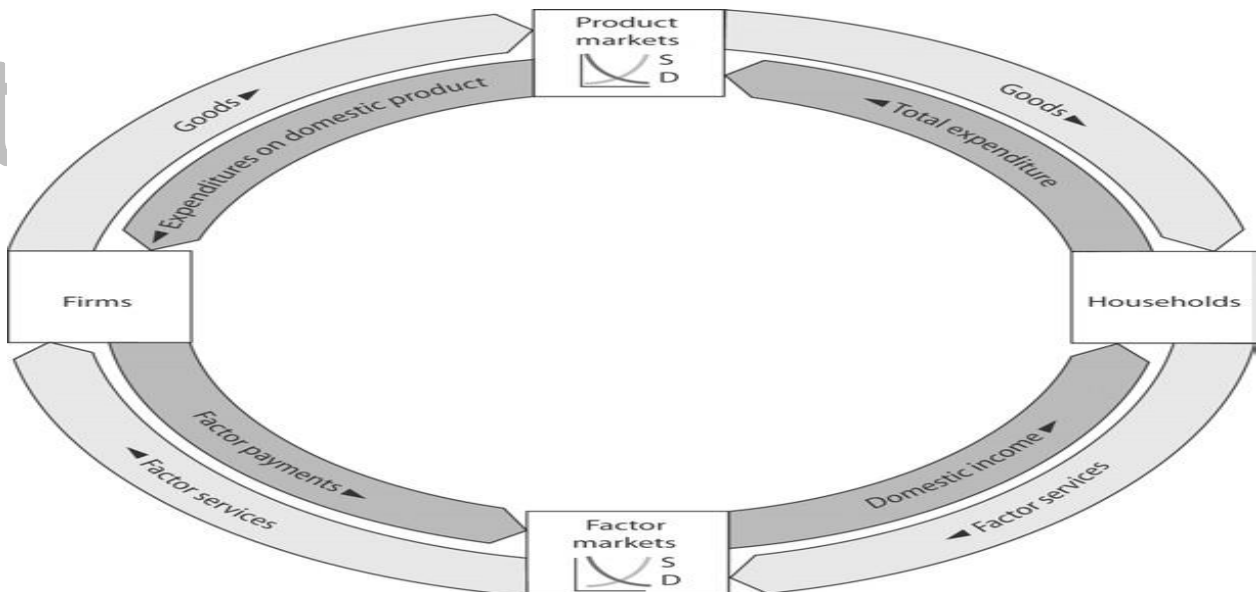 Product
markets
S
D
Goods ►
Goods ►
◄ Expenditures on domestic product
◄ Total expenditure
Firms
Households
Factor payments ►
Domestic income ►
◄ Factor services
◄ Factor services
Factor
markets
S
D